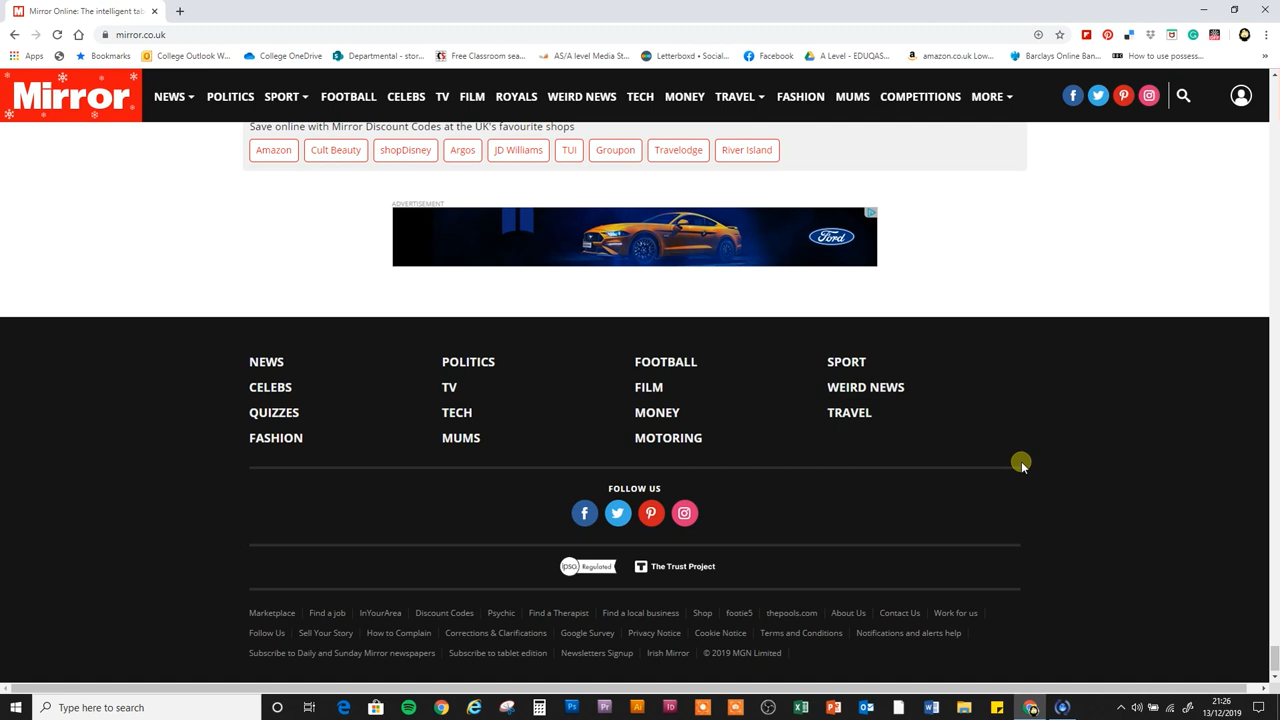 Mirror Online: The intelligent tab
mirror.co.uk
Apps
Bookmarks
College Outlook W...
College OneDrive
Departmental - stor...
Free Classroom sea...
AS/A level Media St...
Letterboxd • Social...
Facebook
A Level - EDUQAS...
amazon.co.uk Low...
Barclays Online Ban...
How to use possess...
Mirror
NEWS
POLITICS
SPORT
FOOTBALL
CELEBS
TV
FILM
ROYALS
WEIRD NEWS
TECH
MONEY
TRAVEL
FASHION
MUMS
COMPETITIONS
MORE
Save online with Mirror Discount Codes at the UK's favourite shops
Amazon
Cult Beauty
shopDisney
Argos
JD Williams
TUI
Groupon
Travelodge
River Island
ADVERTISEMENT
Ford
NEWS
POLITICS
FOOTBALL
SPORT
CELEBS
TV
FILM
WEIRD NEWS
QUIZZES
TECH
MONEY
TRAVEL
FASHION
MUMS
MOTORING
FOLLOW US
ipso. Regulated
The Trust Project
Marketplace
Find a job
InYourArea
Discount Codes
Psychic
Find a Therapist
Find a local business
Shop
footie5
thepools.com
About Us
Contact Us
Work for us
Follow Us
Sell Your Story
How to Complain
Corrections & Clarifications
Google Survey
Privacy Notice
Cookie Notice
Terms and Conditions
Notifications and alerts help
Subscribe to Daily and Sunday Mirror newspapers
Subscribe to tablet edition
Newsletters Signup
Irish Mirror
© 2019 MGN Limited
Type here to search
21:26
13/12/2019